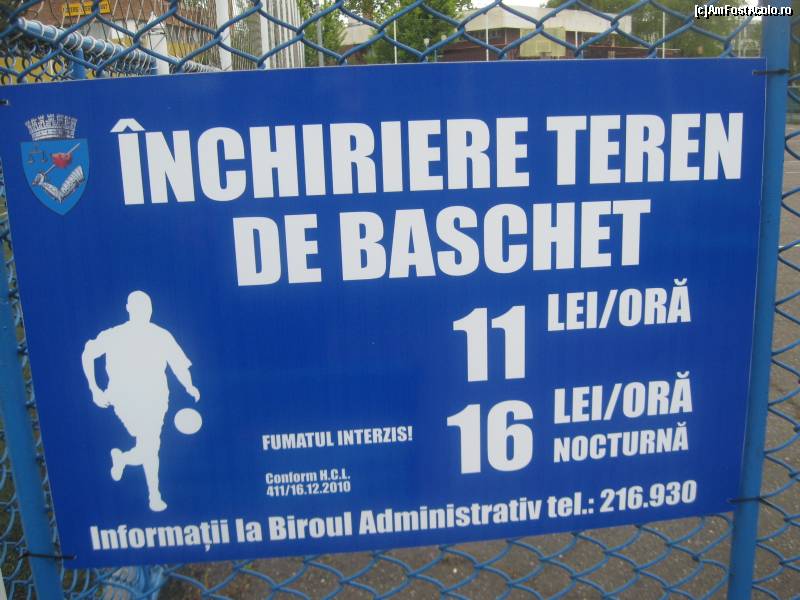 (c)AmFostAcolo.ro
ÎNCHIRIERE TEREN
DE BASCHET
11 LEI/ORĂ
16 LEI/ORĂ
NOCTURNĂ
FUMATUL INTERZIS!
Conform H.C.L.
411/16.12.2010
Informații la Biroul Administrativ tel.: 216.930